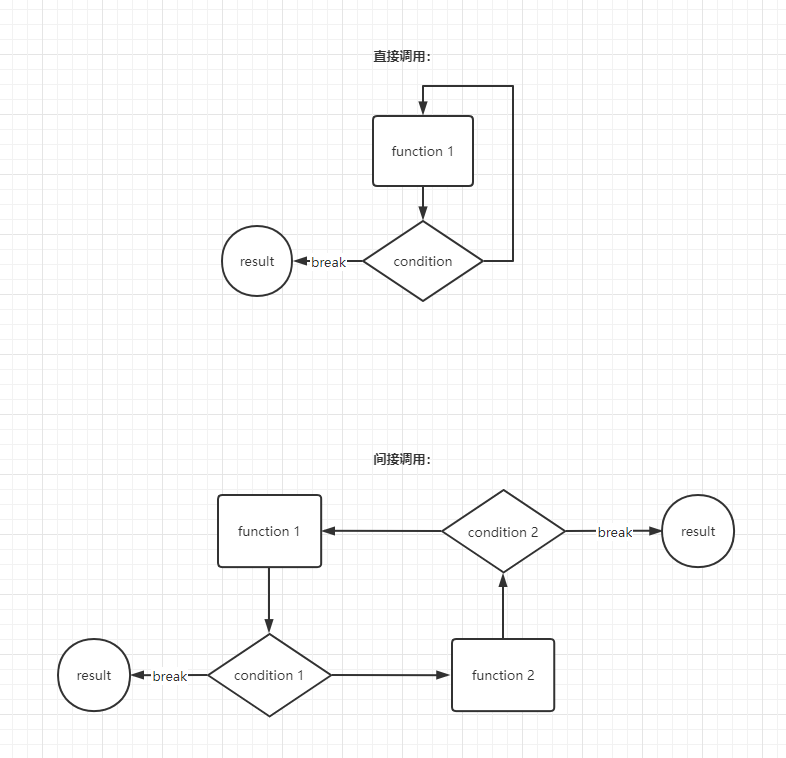 直接调用：
function 1
condition
break
result
间接调用：
function 1
condition 2
break
result
result
break
condition 1
function 2